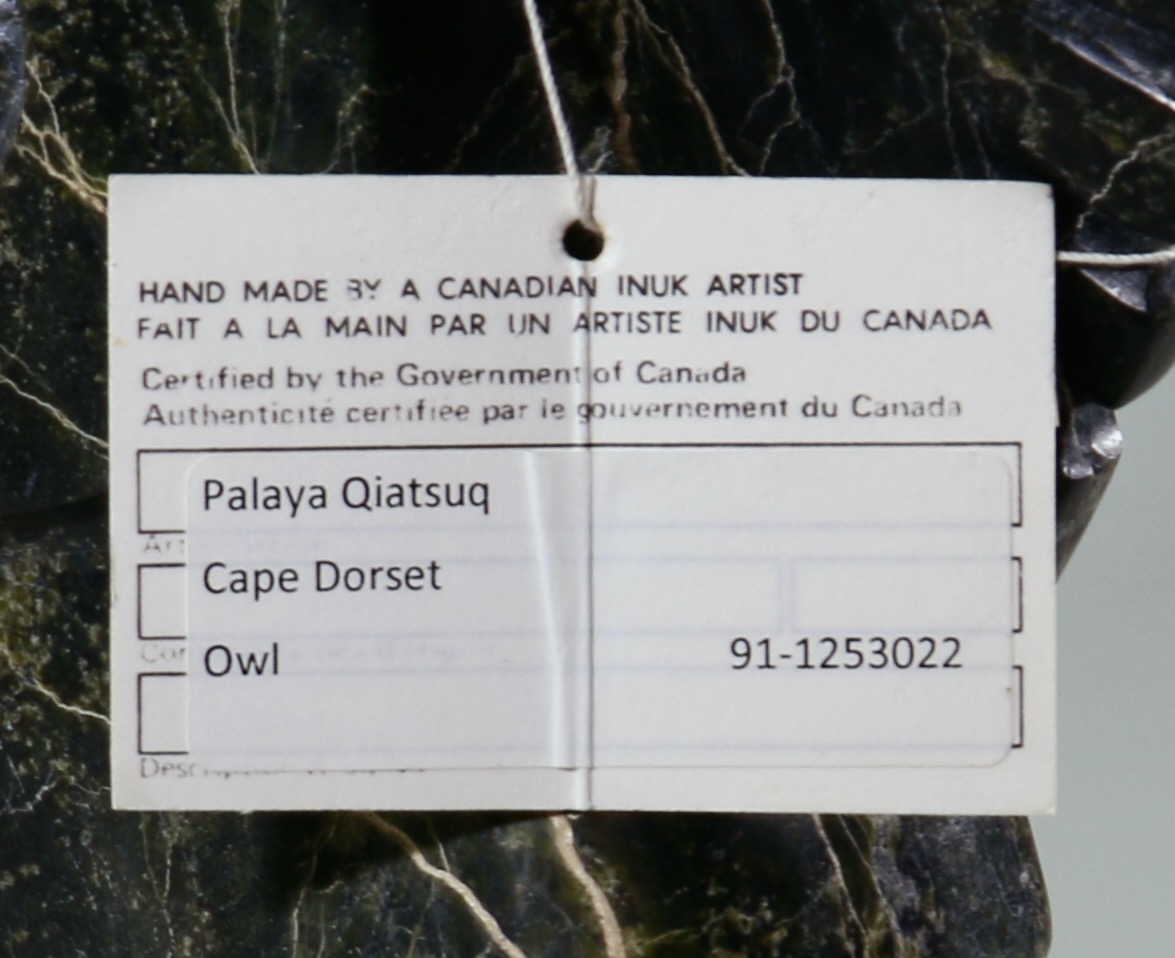 HAND MADE BY A CANADIAN INUK ARTIST
FAIT A LA MAIN PAR UN ARTISTE INUK DU CANADA
Certified by the Government of Canada
Authenticité certifiée par le gouvernement du Canada
Palaya Qiatsuq
Cape Dorset
Owl 91-1253022